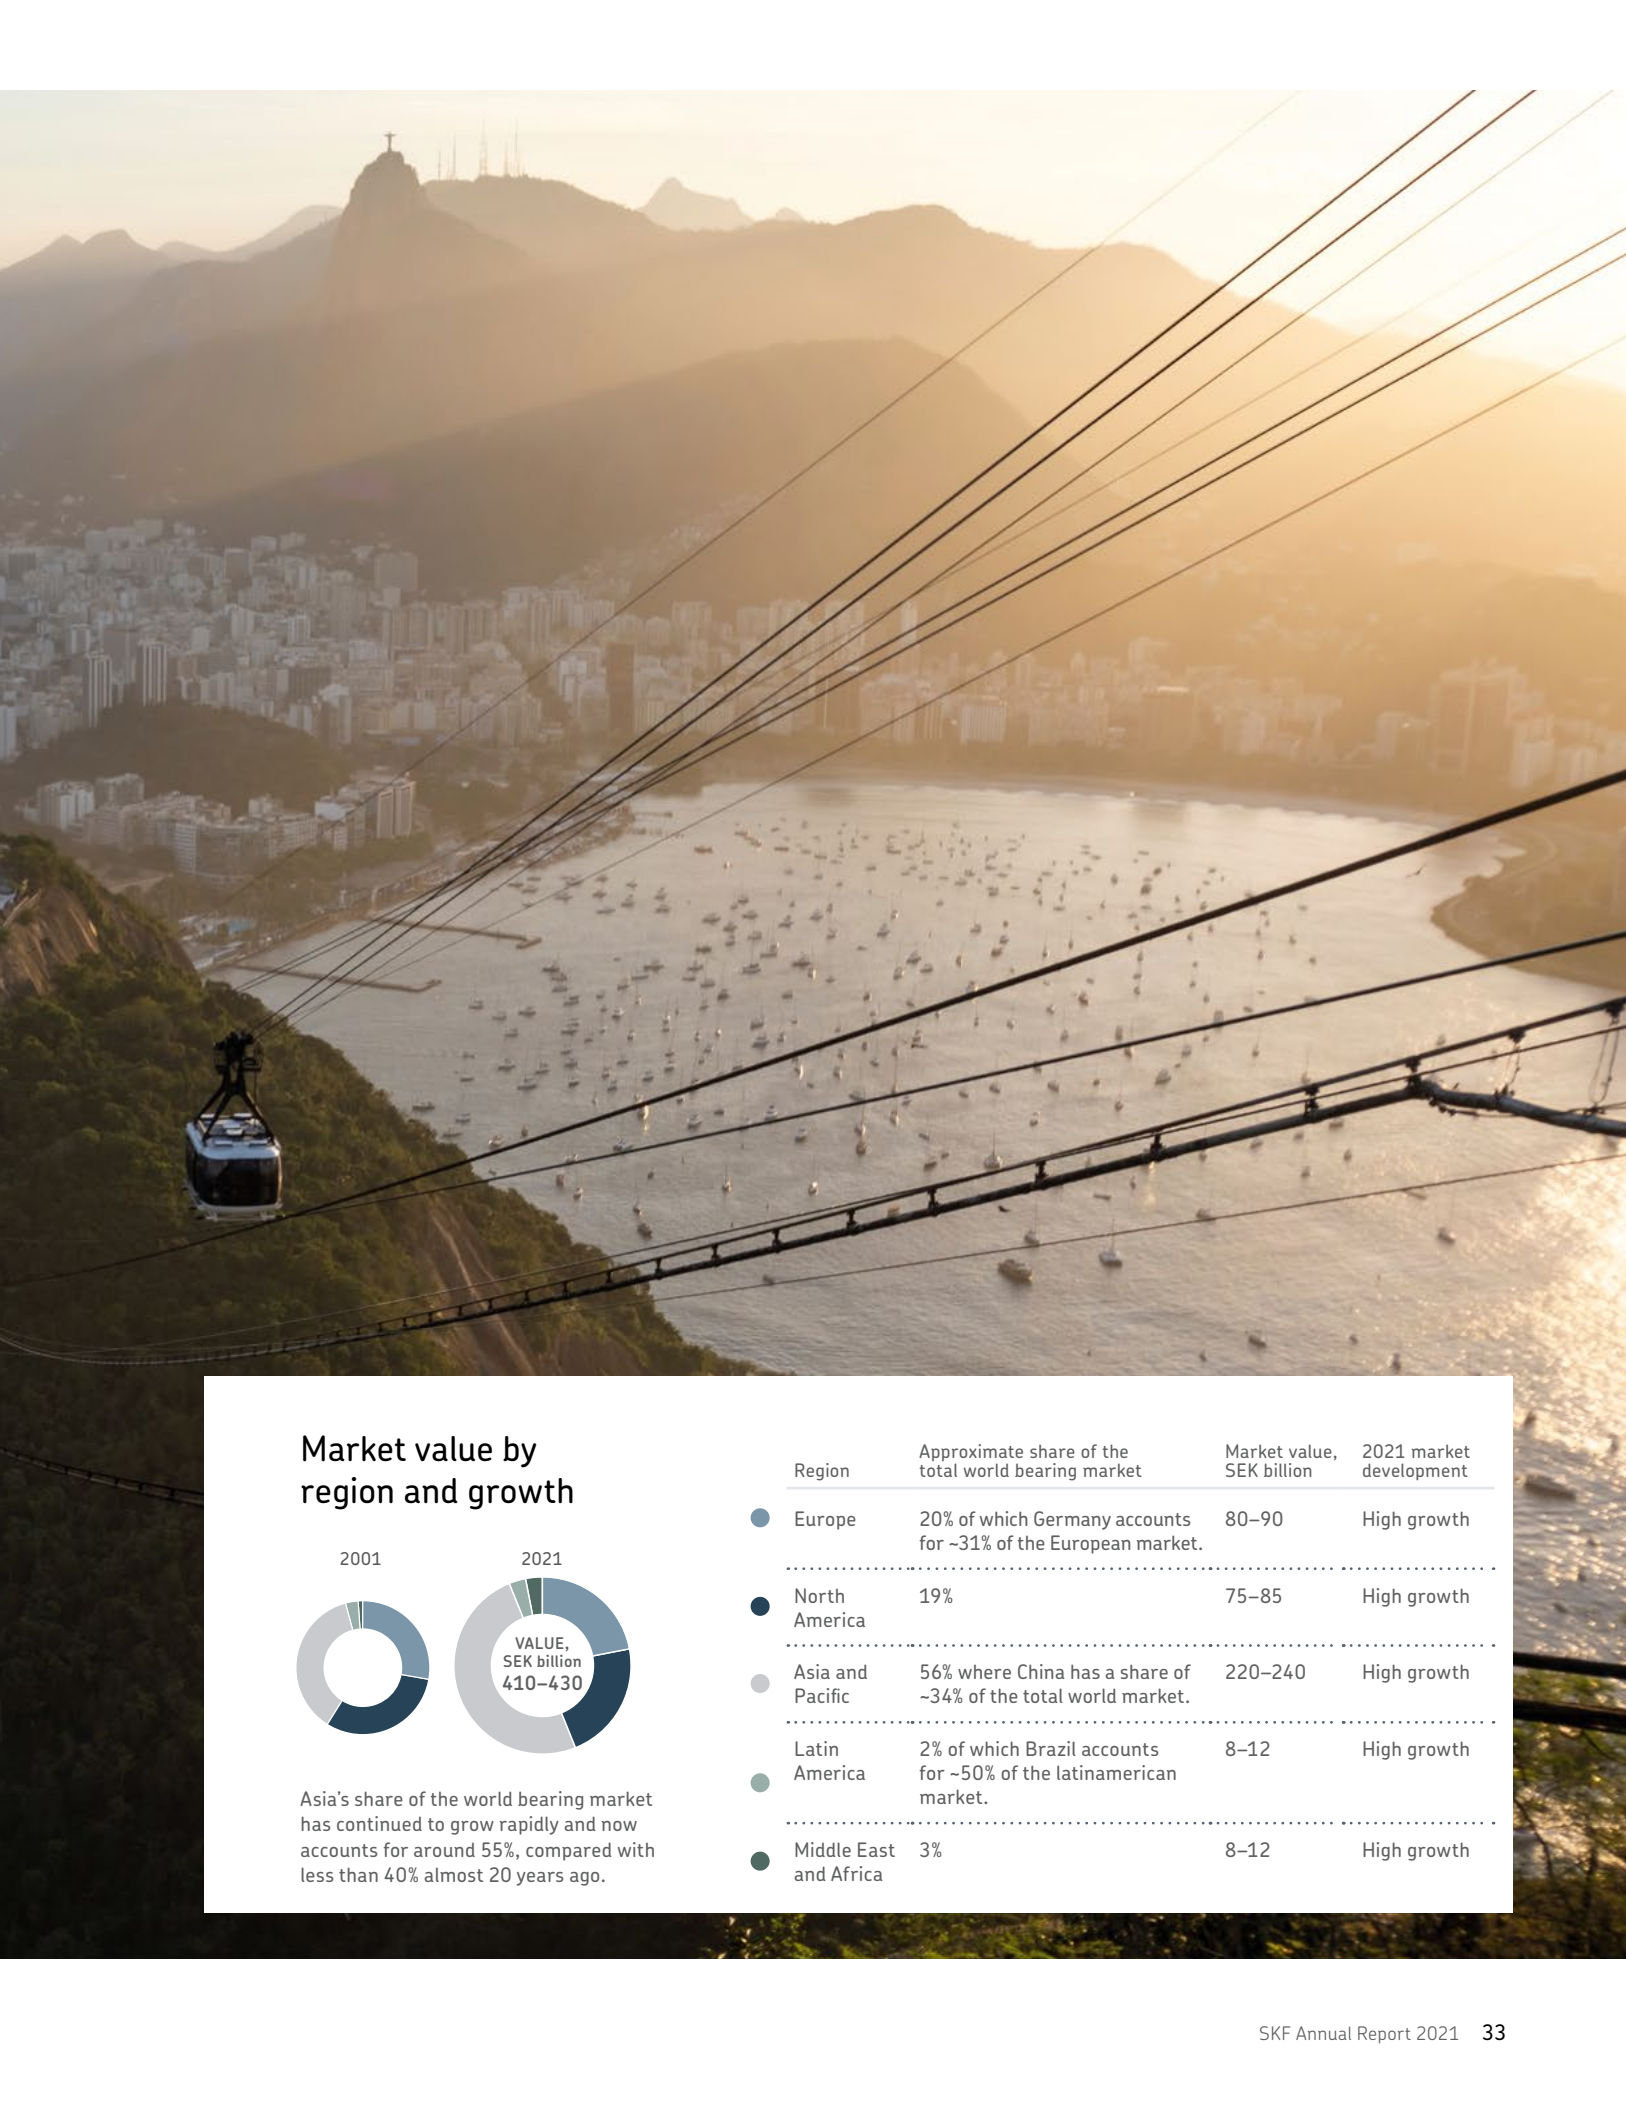 Market value by
region and growth
2001
2021
VALUE,
SEK billion
410–430
Asia's share of the world bearing market
has continued to grow rapidly and now
accounts for around 55%, compared with
less than 40% almost 20 years ago.
Region
Approximate share of the
total world bearing market
Market value,
SEK billion
2021 market
development
Europe
20% of which Germany accounts
for ~31% of the European market.
80–90
High growth
North
America
19%
75–85
High growth
Asia and
Pacific
56% where China has a share of
~34% of the total world market.
220–240
High growth
Latin
America
2% of which Brazil accounts
for ~50% of the latinamerican
market.
8–12
High growth
Middle East
and Africa
3%
8–12
High growth
SKF Annual Report 2021 33